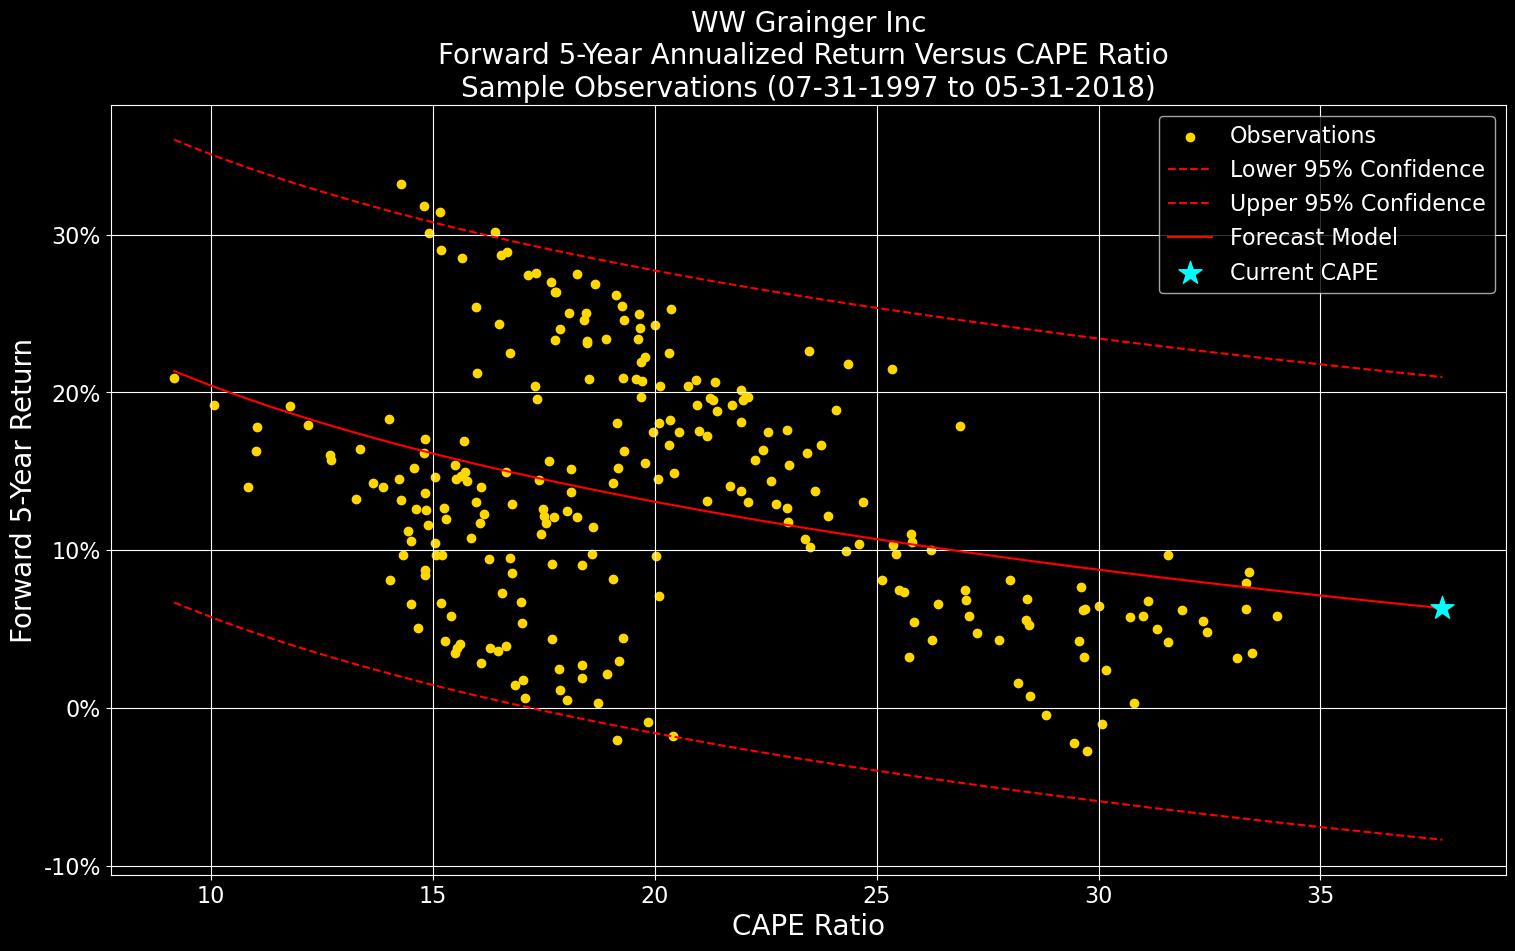 WW Grainger Inc
Forward 5-Year Annualized Return Versus CAPE Ratio
Sample Observations (07-31-1997 to 05-31-2018)
Observations
Lower 95% Confidence
Upper 95% Confidence
Forecast Model
Current CAPE
Forward 5-Year Return
30%
20%
10%
0%
-10%
10 15 20 25 30 35
CAPE Ratio